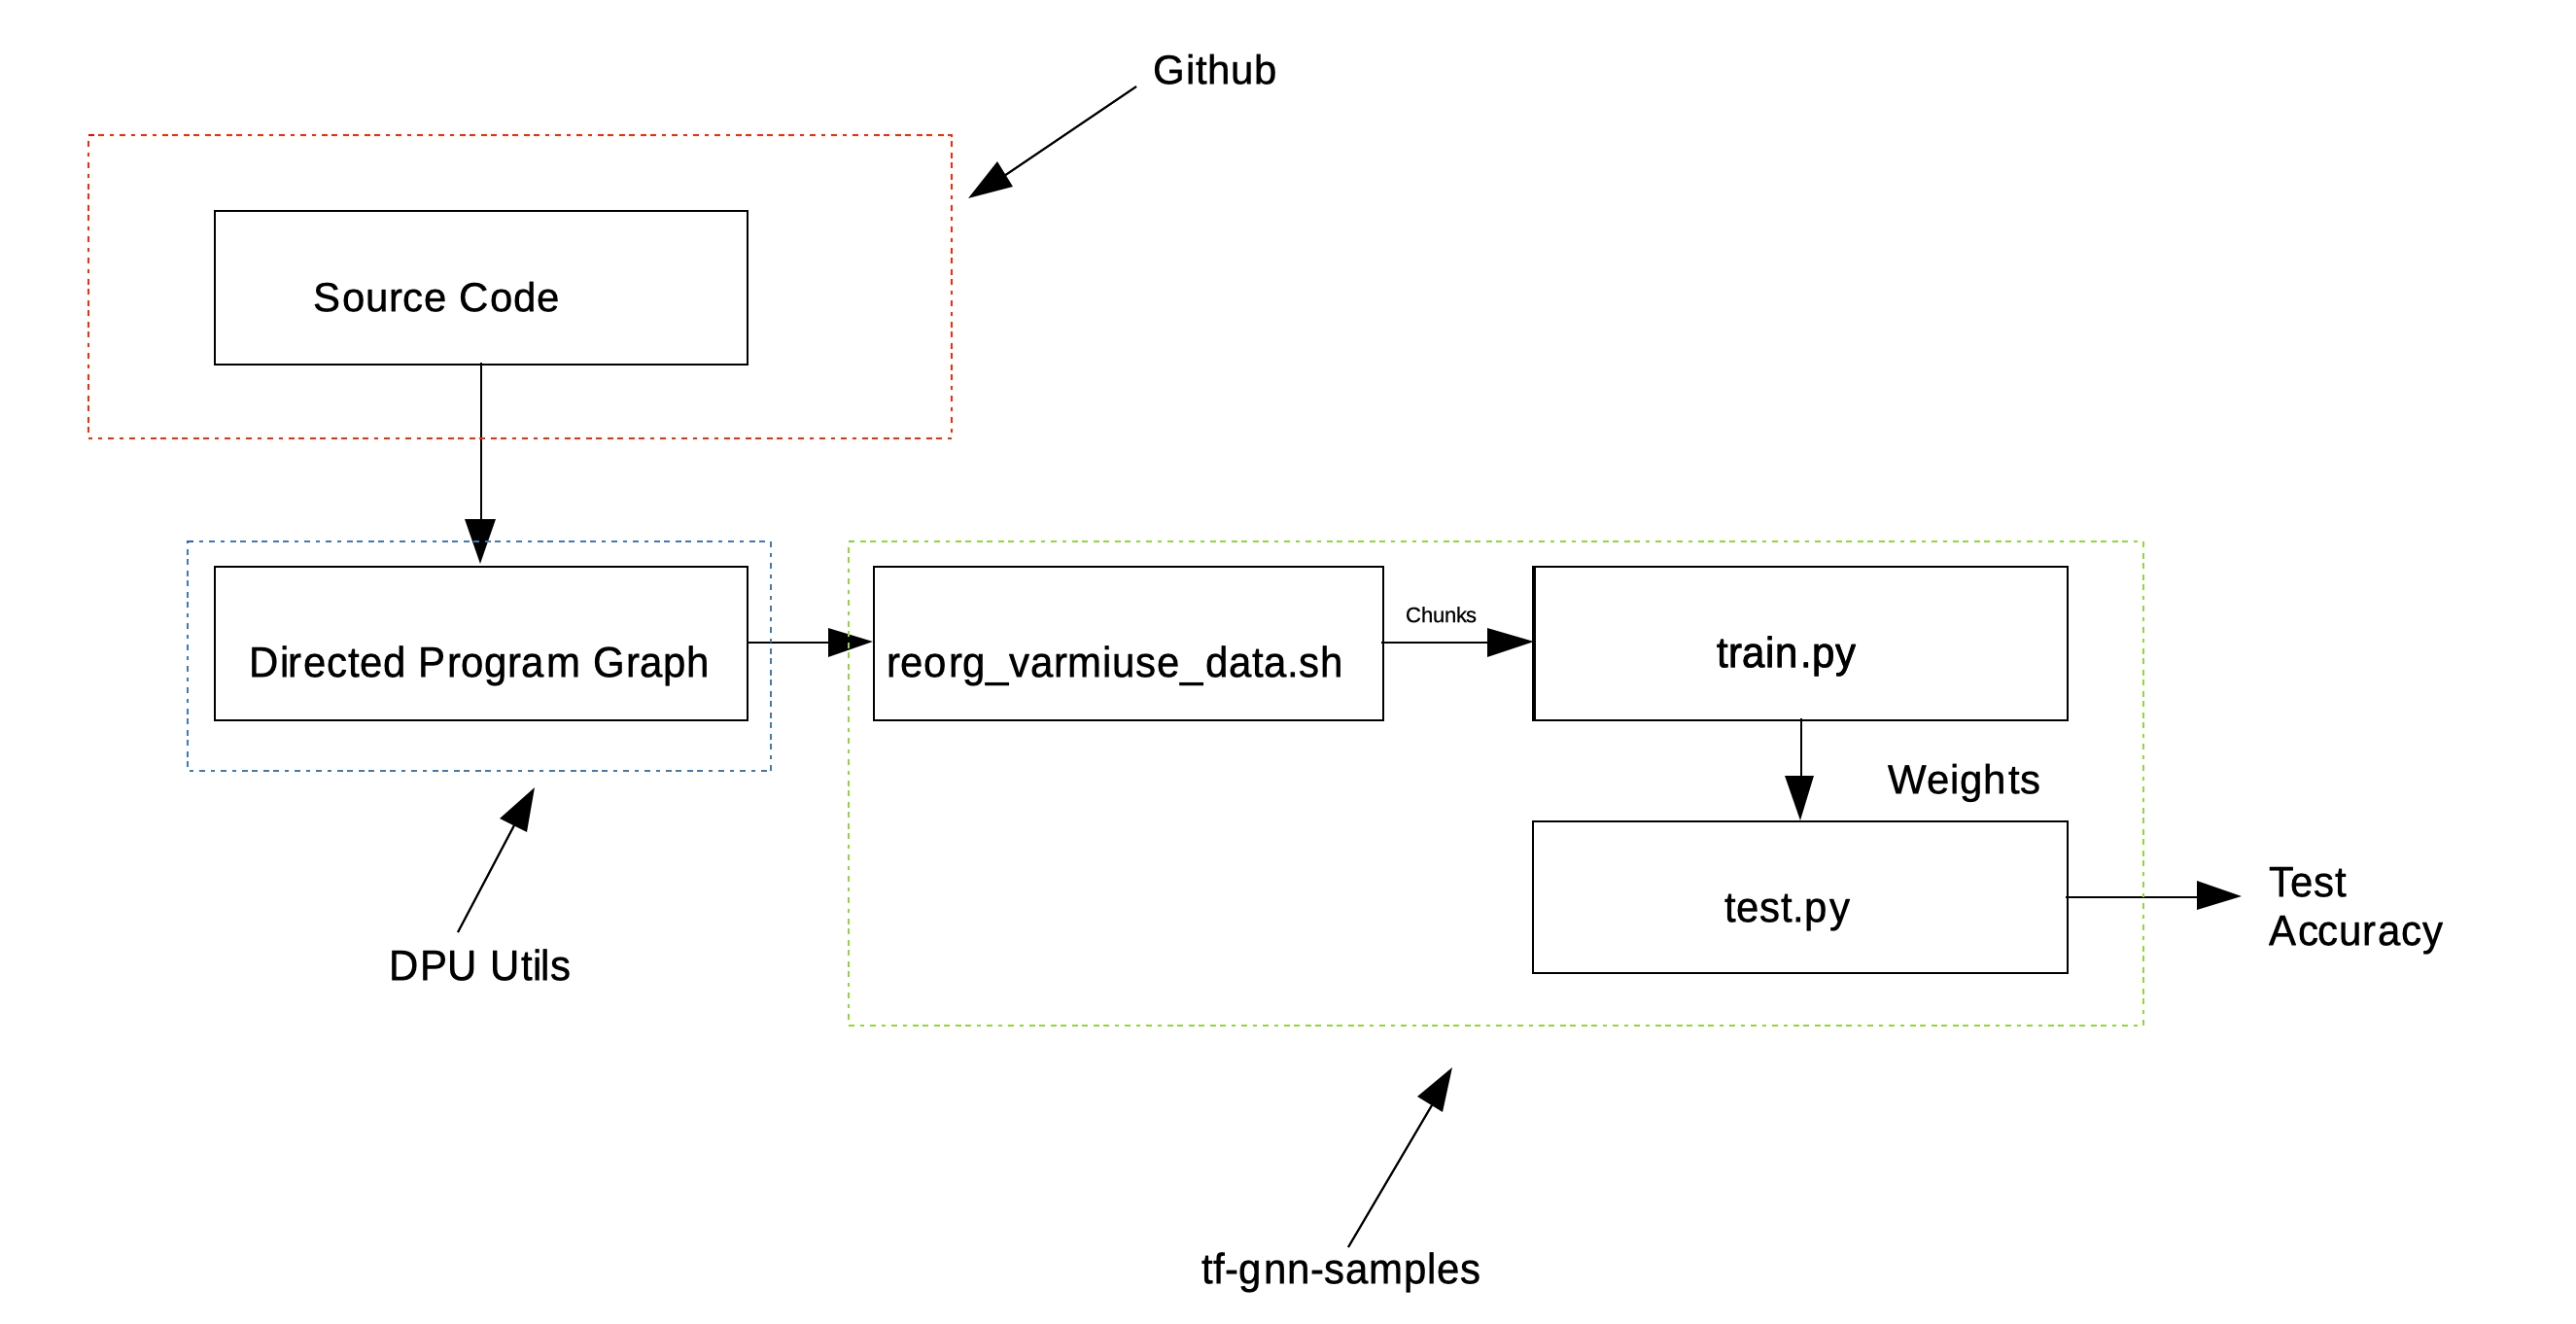 Github
Source Code
Directed Program Graph
reorg_varmiuse_data.sh
Chunks
train.py
Weights
test.py
Test
Accuracy
DPU Utils
tf-gnn-samples